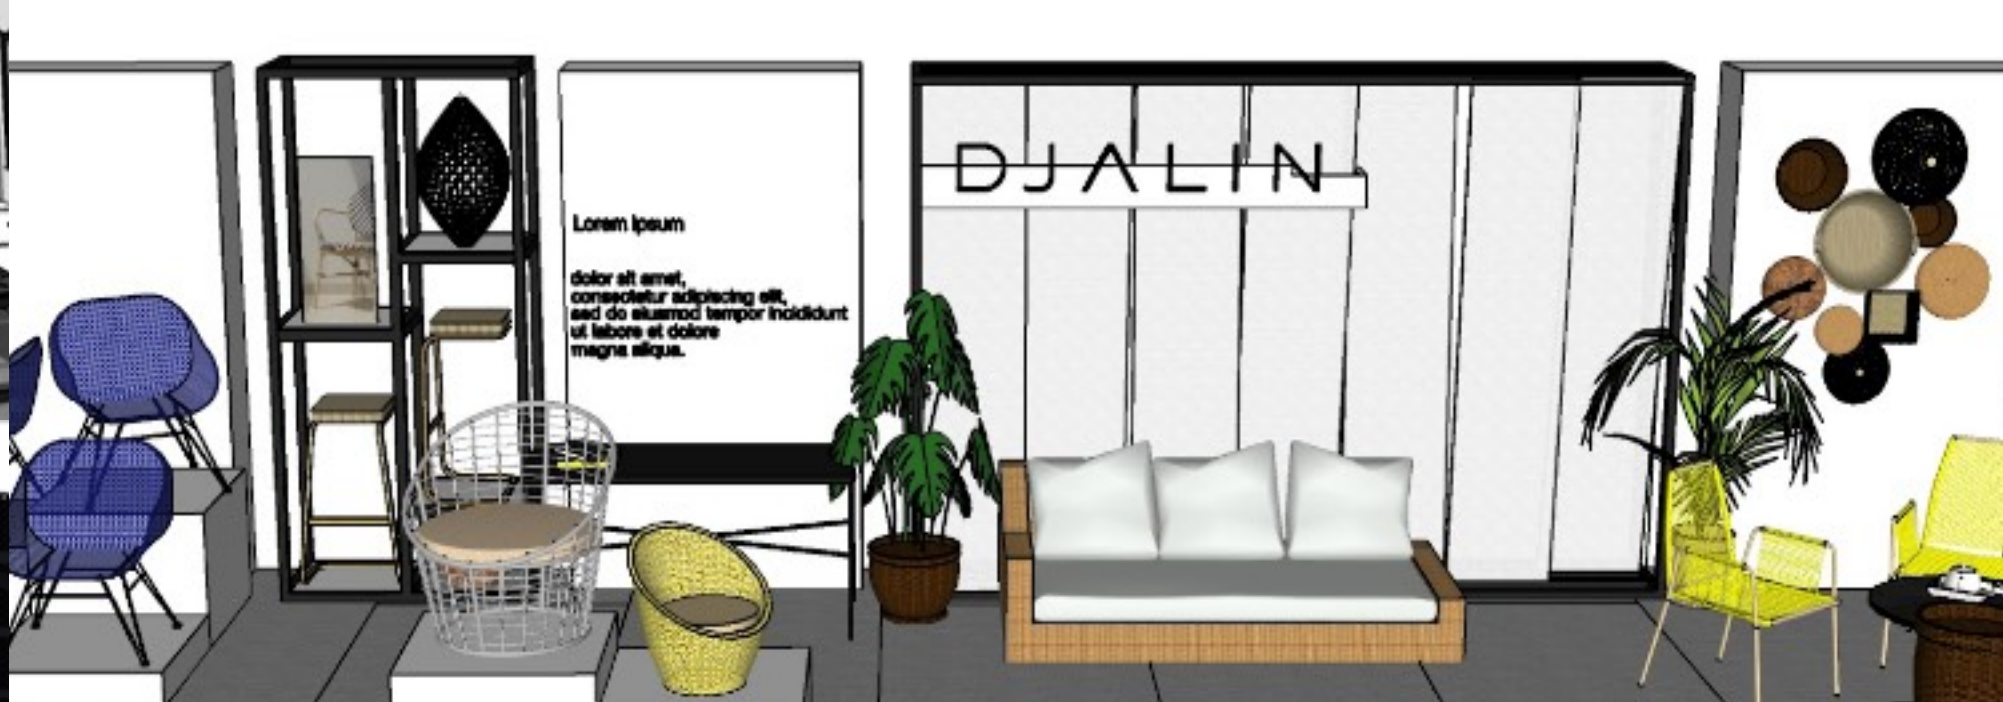 Lorem ipsum
dolor sit amet,
consectetur adipiscing elit,
sed do eiusmod tempor incididunt
ut labore et dolore
magna aliqua.
DJALIN